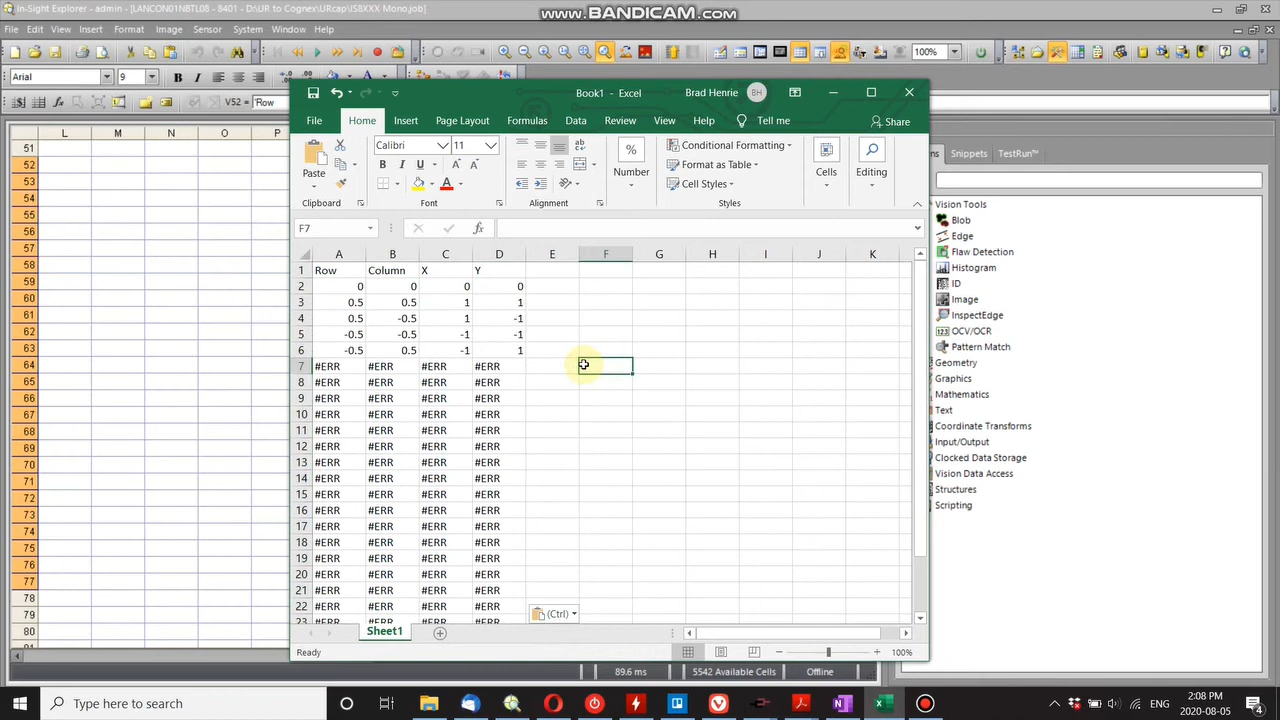 In-Sight Explorer - admin - [LANCON01NBTL08 - 8401 - D:\UR to Cognex\URcap\IS8XXX Mono.job]
www.BANDICAM.com
File Edit View Insert Format Image Sensor System Window Help
100%
Arial 9 B I U
V52 = 'Row
L M N O P
51
52
53
54
55
56
57
58
59
60
61
62
63
64
65
66
67
68
69
70
71
72
73
74
75
76
77
78
79
80
Book1 - Excel
Brad Henrie BH
File Home Insert Page Layout Formulas Data Review View Help Tell me Share
Paste
Clipboard
Calibri 11
B I U
Font
Alignment
%
Number
Conditional Formatting
Format as Table
Cell Styles
Styles
Cells
Editing
F7
fx
A B C D E F G H I J K
1 Row Column X Y
2 0 0 0 0
3 0.5 0.5 1 1
4 0.5 -0.5 1 -1
5 -0.5 -0.5 -1 -1
6 -0.5 0.5 -1 1
7 #ERR #ERR #ERR #ERR
8 #ERR #ERR #ERR #ERR
9 #ERR #ERR #ERR #ERR
10 #ERR #ERR #ERR #ERR
11 #ERR #ERR #ERR #ERR
12 #ERR #ERR #ERR #ERR
13 #ERR #ERR #ERR #ERR
14 #ERR #ERR #ERR #ERR
15 #ERR #ERR #ERR #ERR
16 #ERR #ERR #ERR #ERR
17 #ERR #ERR #ERR #ERR
18 #ERR #ERR #ERR #ERR
19 #ERR #ERR #ERR #ERR
20 #ERR #ERR #ERR #ERR
21 #ERR #ERR #ERR #ERR
22 #ERR #ERR #ERR #ERR
23 #ERR #ERR #ERR #ERR
(Ctrl)
Sheet1
Ready
100%
Snippets TestRun™
Vision Tools
Blob
Edge
Flaw Detection
Histogram
ID
Image
InspectEdge
OCV/OCR
Pattern Match
Geometry
Graphics
Mathematics
Text
Coordinate Transforms
Input/Output
Clocked Data Storage
Vision Data Access
Structures
Scripting
89.6 ms 5542 Available Cells Offline
Type here to search
ENG
2:08 PM
2020-08-05
4